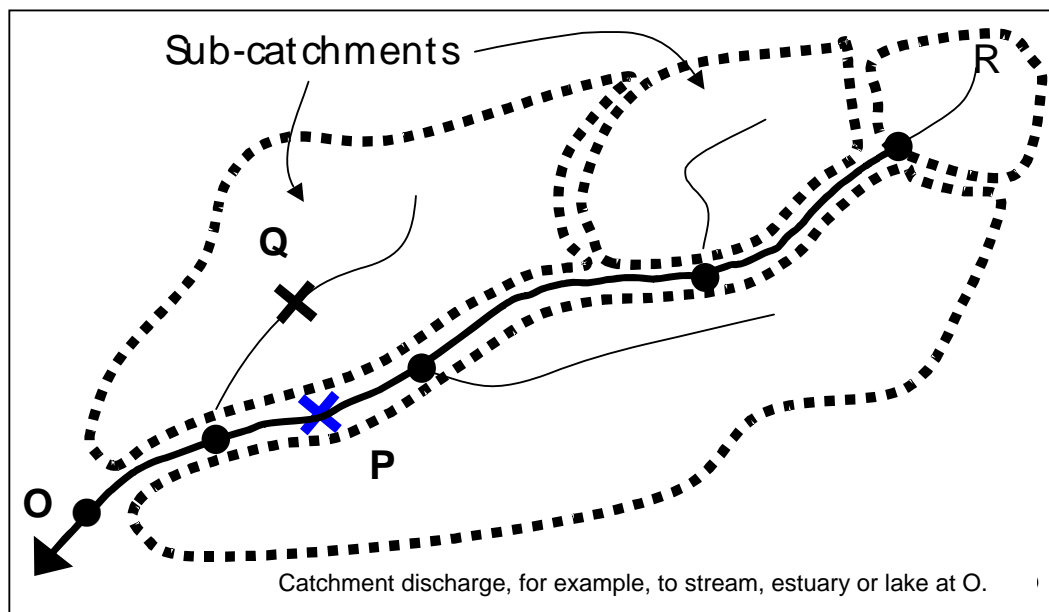 Sub-catchments
R
Q
P
O
Catchment discharge, for example, to stream, estuary or lake at O.